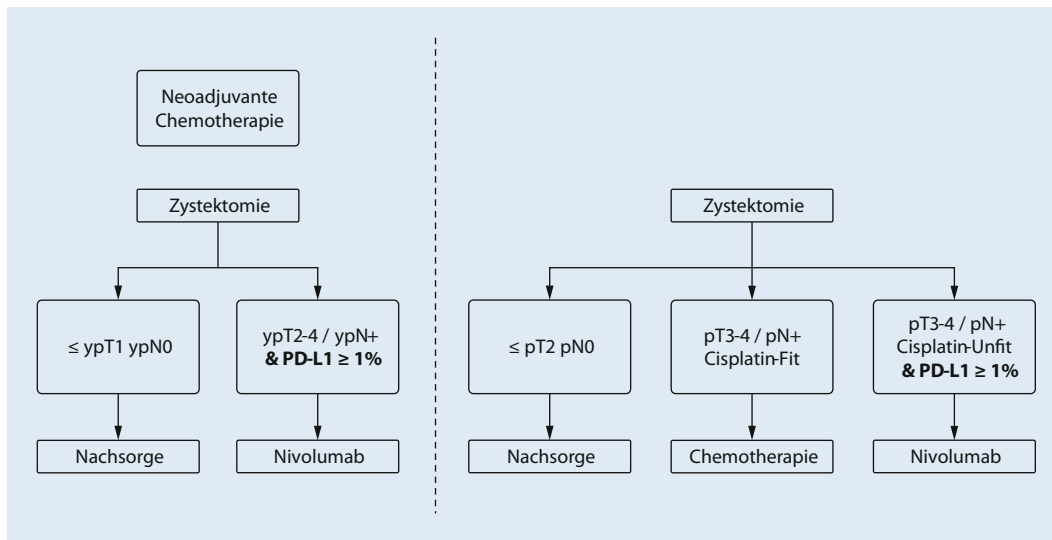 Neoadjuvante
Chemotherapie
Zystektomie
≤ ypT1 ypN0
ypT2-4 / ypN+
& PD-L1 ≥ 1%
Nachsorge
Nivolumab
Zystektomie
≤ pT2 pN0
pT3-4 / pN+
Cisplatin-Fit
pT3-4 / pN+
Cisplatin-Unfit
& PD-L1 ≥ 1%
Nachsorge
Chemotherapie
Nivolumab